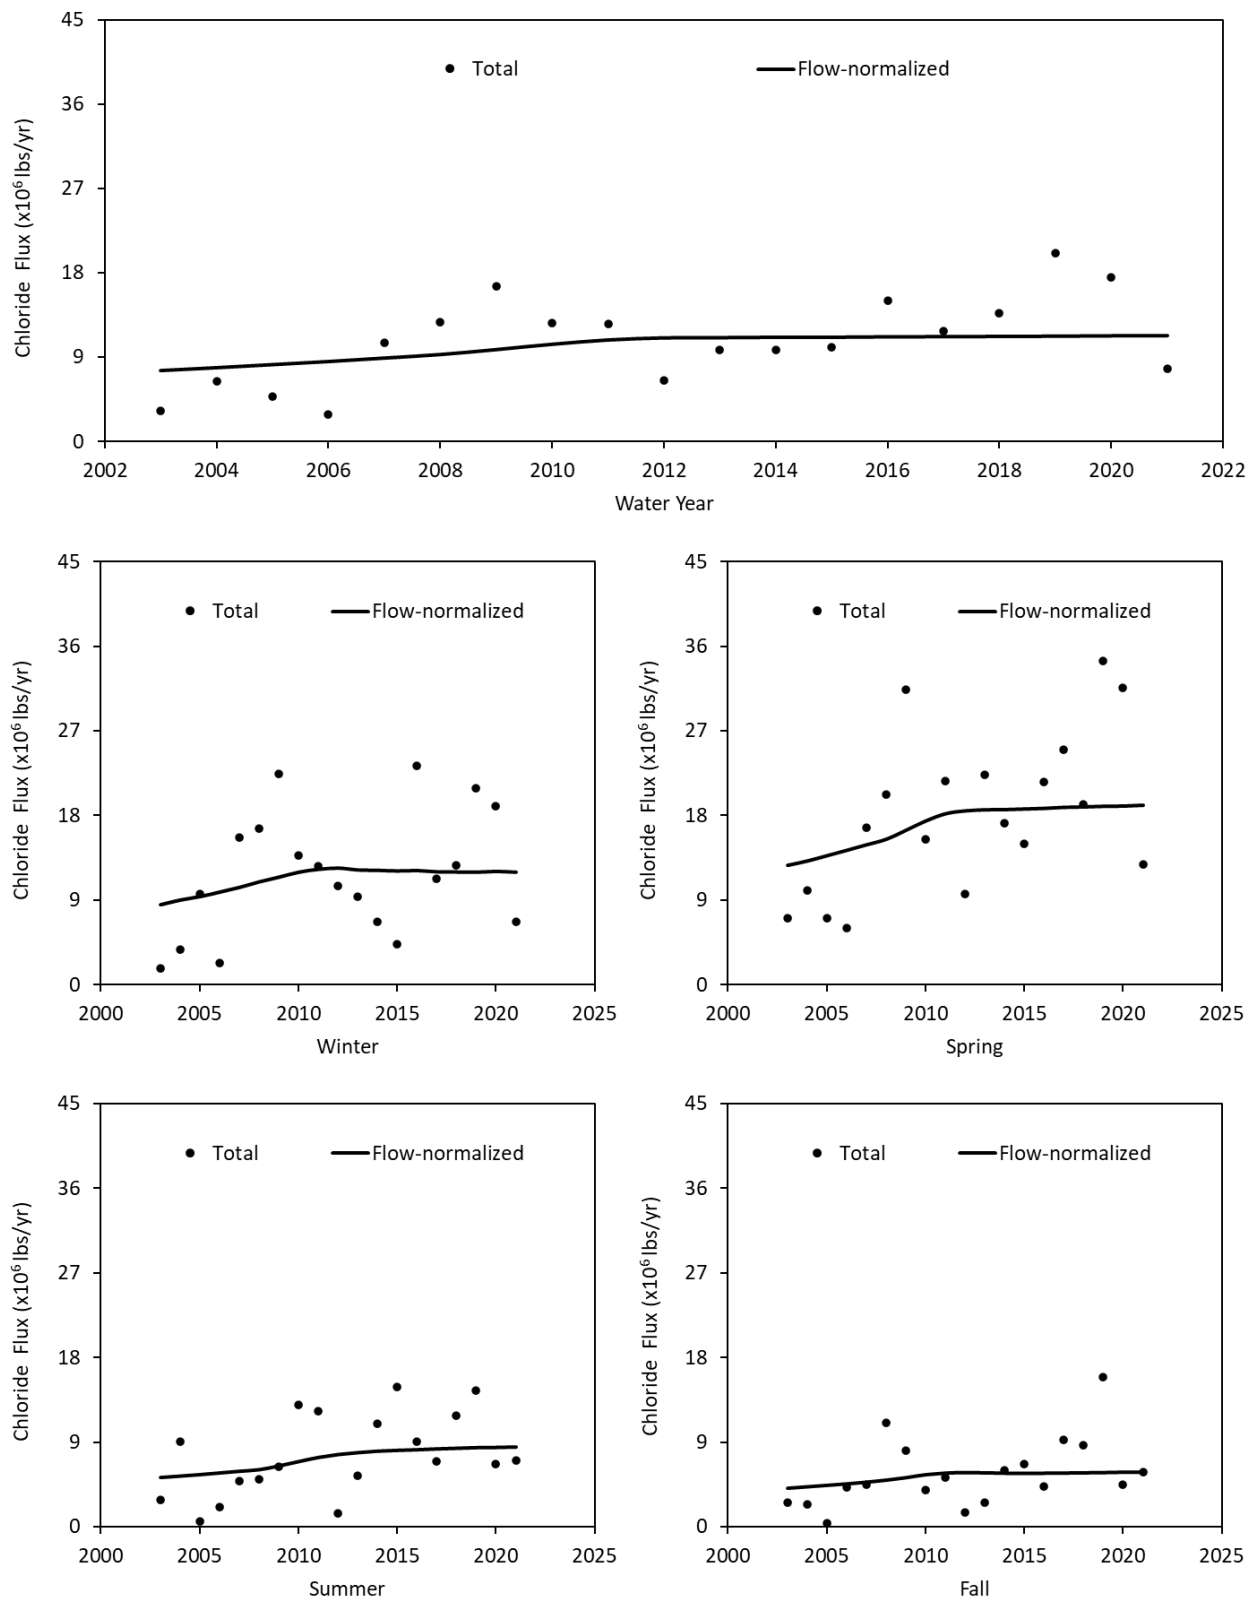 45
36
27
18
9
0
Chloride Flux (x10⁶ lbs/yr)
Total
Flow-normalized
2002 2004 2006 2008 2010 2012 2014 2016 2018 2020 2022
Water Year
45
36
27
18
9
0
Chloride Flux (x10⁶ lbs/yr)
Total
Flow-normalized
2000 2005 2010 2015 2020 2025
Winter
45
36
27
18
9
0
Chloride Flux (x10⁶ lbs/yr)
Total
Flow-normalized
2000 2005 2010 2015 2020 2025
Spring
45
36
27
18
9
0
Chloride Flux (x10⁶ lbs/yr)
Total
Flow-normalized
2000 2005 2010 2015 2020 2025
Summer
45
36
27
18
9
0
Chloride Flux (x10⁶ lbs/yr)
Total
Flow-normalized
2000 2005 2010 2015 2020 2025
Fall